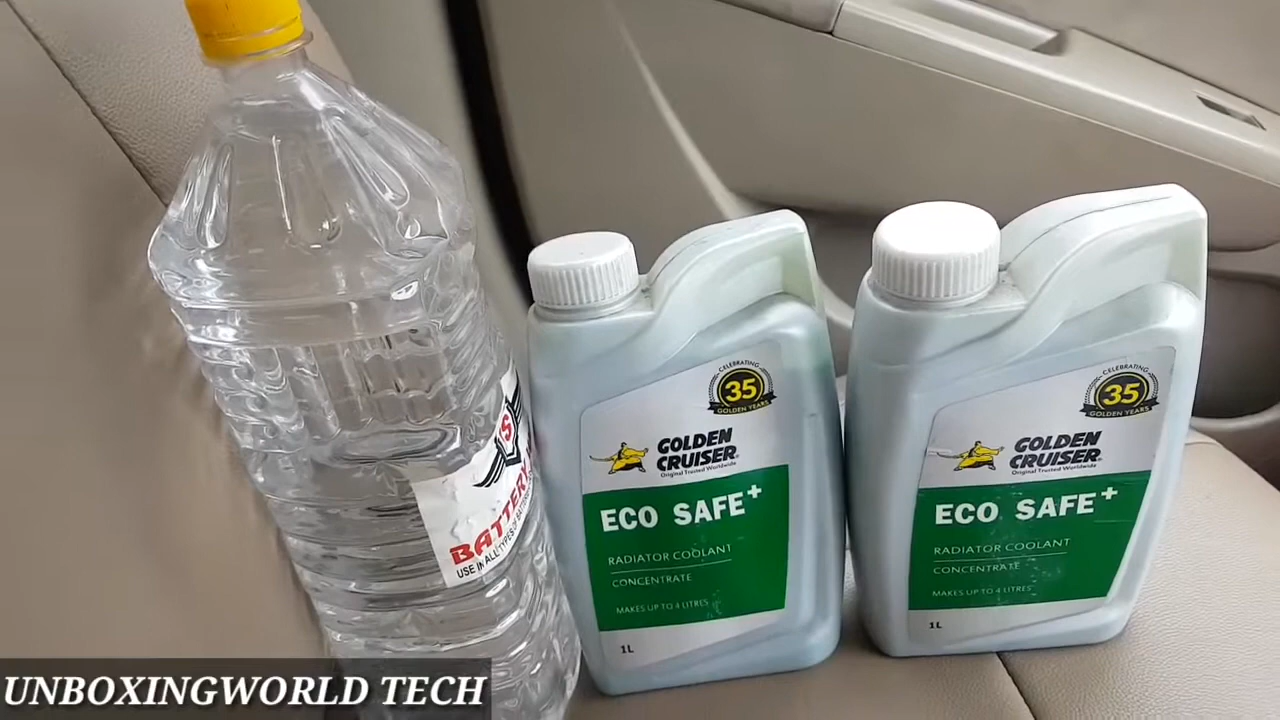 BATTERY
USE IN ALL TYPES OF
CELEBRATING
35
GOLDEN YEARS
GOLDEN
CRUISER
Original Trusted Worldwide
ECO SAFE+
RADIATOR COOLANT
CONCENTRATE
MAKES UP TO 4 LITRES
1L
CELEBRATING
35
GOLDEN YEARS
GOLDEN
CRUISER
Original Trusted Worldwide
ECO SAFE+
RADIATOR COOLANT
CONCENTRATE
MAKES UP TO 4 LITRES
1L
UNBOXINGWORLD TECH